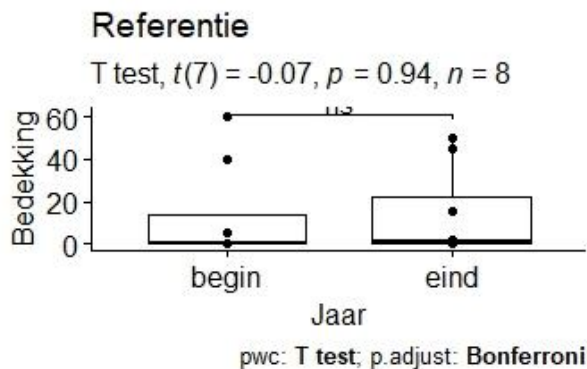 Referentie
T test, t(7) = -0.07, p = 0.94, n = 8
ns
60
40
20
0
Bedekking
begin eind
Jaar
pwc: T test; p.adjust: Bonferroni